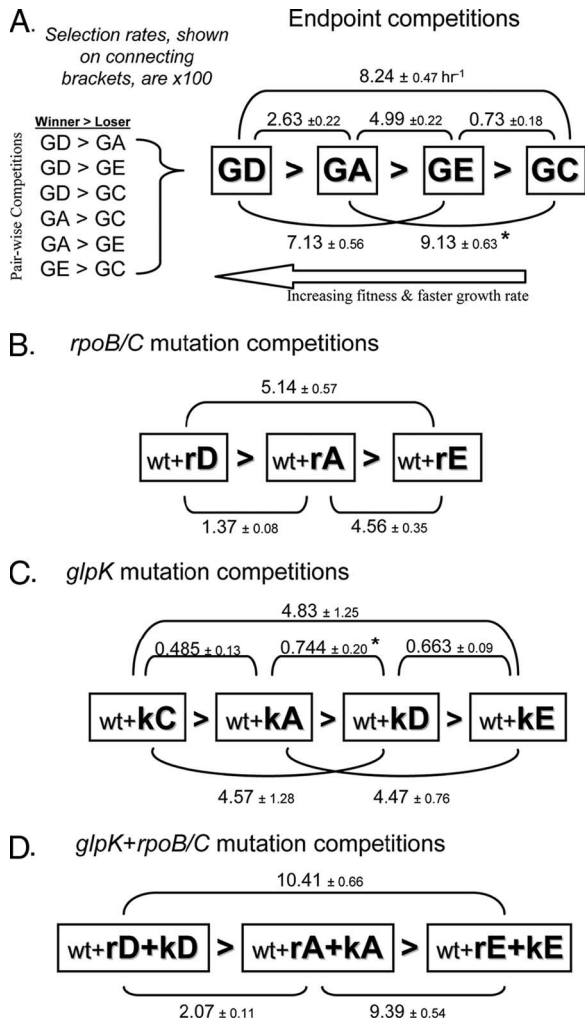 A.
Endpoint competitions
Selection rates, shown
on connecting
brackets, are x100
8.24 ± 0.47 hr⁻¹
2.63 ±0.22 4.99 ±0.22 0.73 ±0.18
Pair-wise Competitions
Winner > Loser
GD > GA
GD > GE
GD > GC
GA > GC
GA > GE
GE > GC
GD > GA > GE > GC
7.13 ± 0.56 9.13 ± 0.63 *
Increasing fitness & faster growth rate
B. rpoB/C mutation competitions
5.14 ± 0.57
wt+rD > wt+rA > wt+rE
1.37 ± 0.08 4.56 ± 0.35
C. glpK mutation competitions
4.83 ± 1.25
0.485 ± 0.13 0.744 ± 0.20 * 0.663 ± 0.09
wt+kC > wt+kA > wt+kD > wt+kE
4.57 ± 1.28 4.47 ± 0.76
D. glpK+rpoB/C mutation competitions
10.41 ± 0.66
wt+rD+kD > wt+rA+kA > wt+rE+kE
2.07 ± 0.11 9.39 ± 0.54